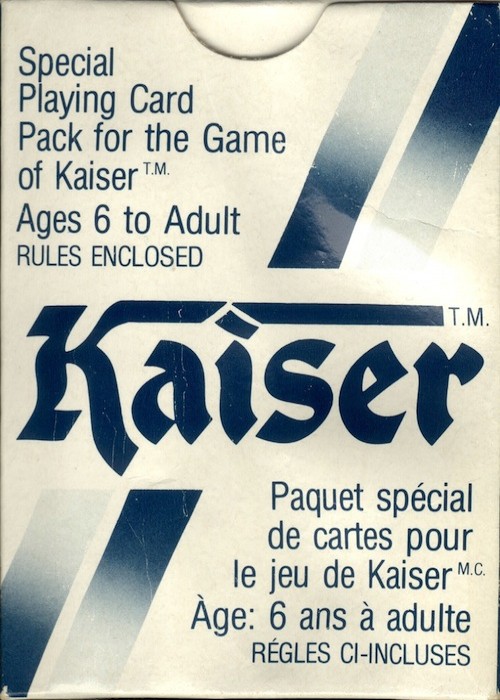 Special
Playing Card
Pack for the Game
of Kaiser T.M.
Ages 6 to Adult
RULES ENCLOSED
Kaiser T.M.
Paquet spécial
de cartes pour
le jeu de Kaiser M.C.
Àge: 6 ans à adulte
RÉGLES CI-INCLUSES